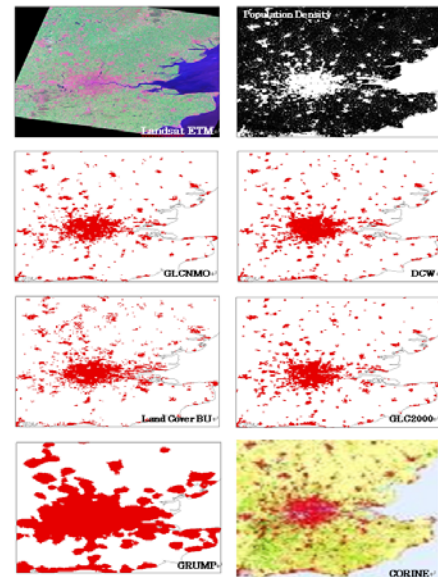 Landsat ETM
Population Density
GLCNMO
DCW
Land Cover BU
GLC2000
GRUMP
CORINE